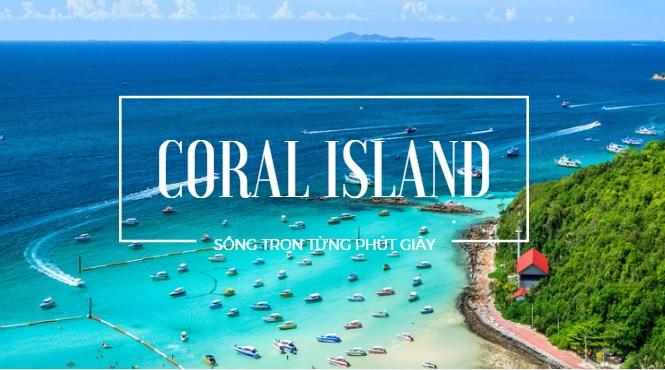 CORAL ISLAND
SỐNG TRỌN TỪNG PHÚT GIÂY